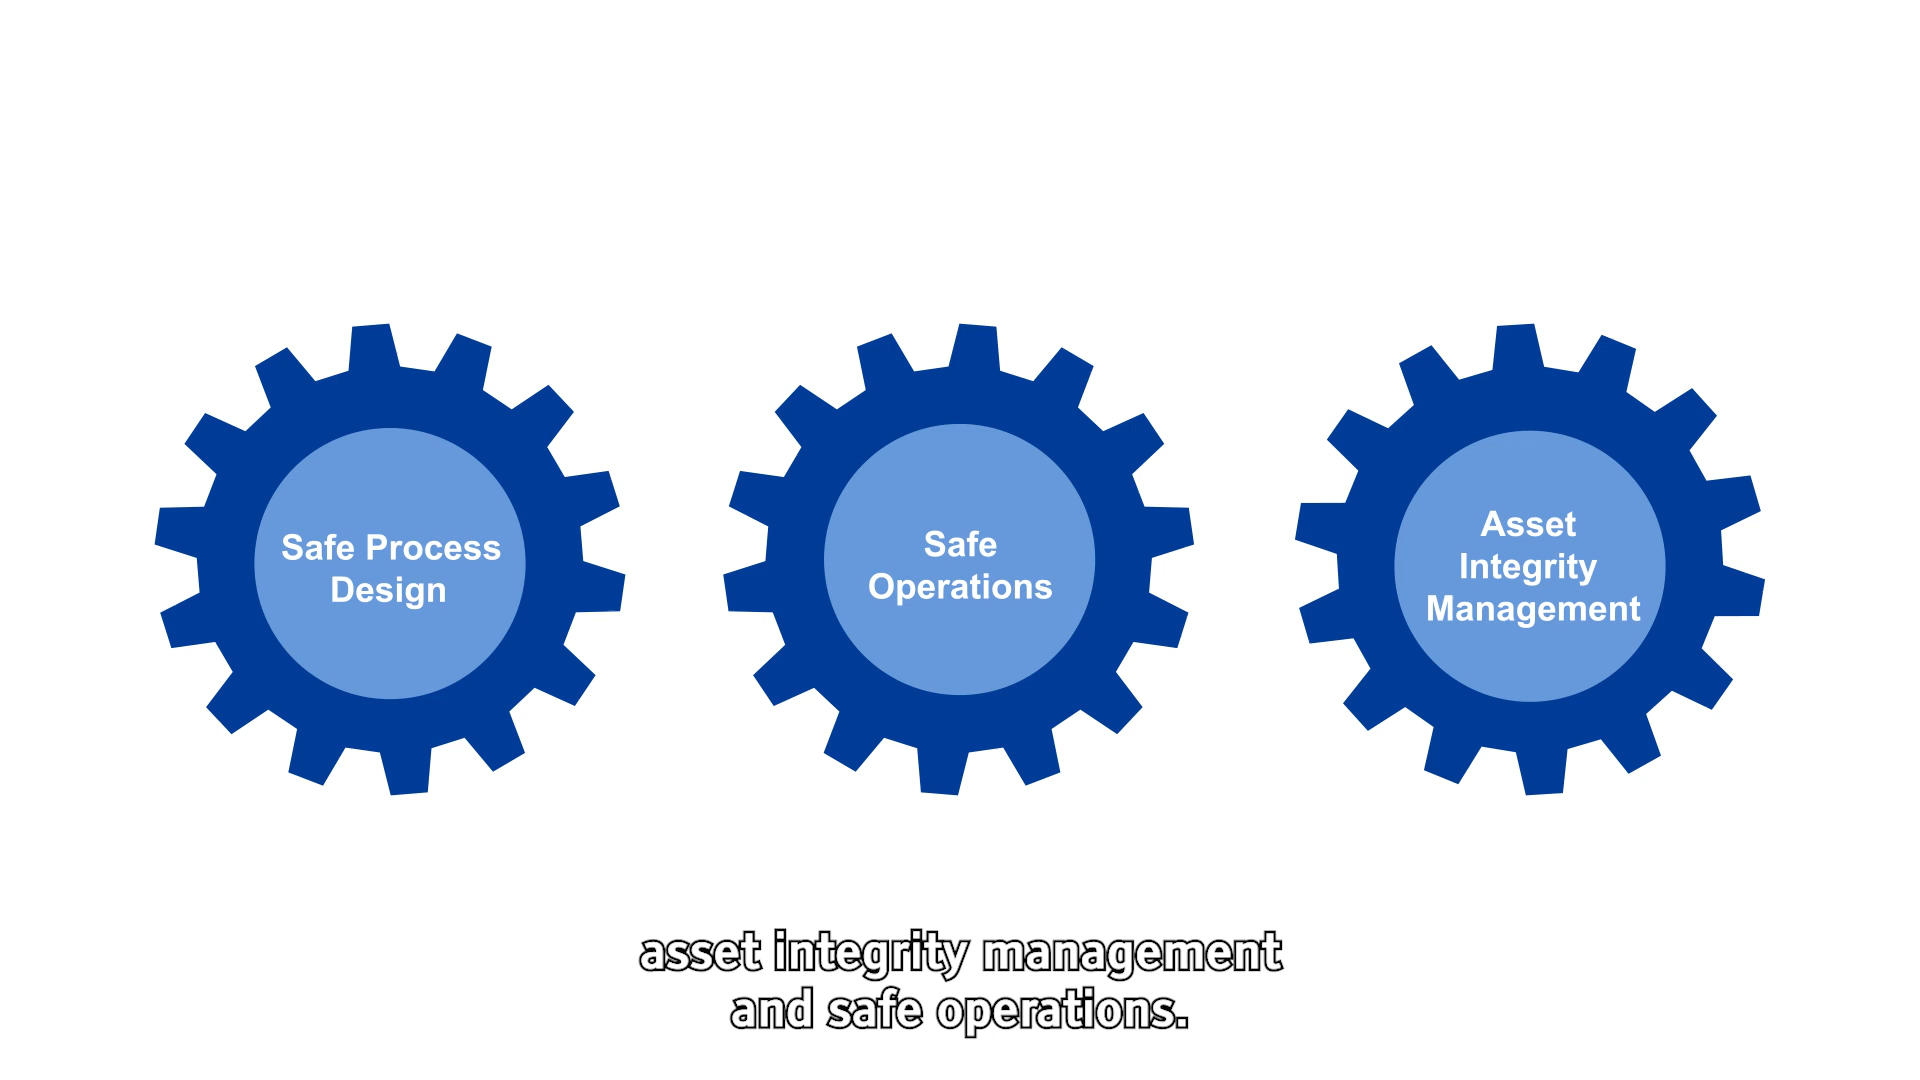 Safe Process
Design
Safe
Operations
Asset
Integrity
Management
asset integrity management
and safe operations.